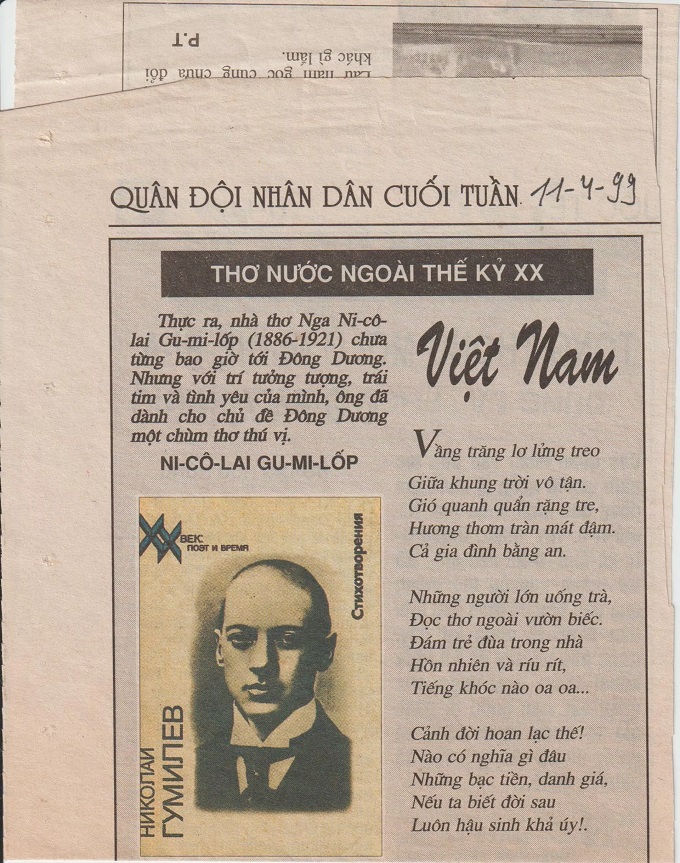 P.T
khác gì lắm.
Lâu năm gốc cũng chưa đổi
QUÂN ĐỘI NHÂN DÂN CUỐI TUẦN 11-4-99
THƠ NƯỚC NGOÀI THẾ KỶ XX
Thực ra, nhà thơ Nga Ni-cô-
lai Gu-mi-lốp (1886-1921) chưa
từng bao giờ tới Đông Dương.
Nhưng với trí tưởng tượng, trái
tim và tình yêu của mình, ông đã
dành cho chủ đề Đông Dương
một chùm thơ thú vị.
NI-CÔ-LAI GU-MI-LỐP
XX ВЕК:
ПОЭТ И ВРЕМЯ
Стихотворения
НИКОЛАЙ
ГУМИЛЕВ
Việt Nam
Vầng trăng lơ lửng treo
Giữa khung trời vô tận.
Gió quanh quẩn rặng tre,
Hương thơm tràn mát đậm.
Cả gia đình bằng an.
Những người lớn uống trà,
Đọc thơ ngoài vườn biếc.
Đám trẻ đùa trong nhà
Hồn nhiên và ríu rít,
Tiếng khóc nào oa oa...
Cảnh đời hoan lạc thế!
Nào có nghĩa gì đâu
Những bạc tiền, danh giá,
Nếu ta biết đời sau
Luôn hậu sinh khả úy!.